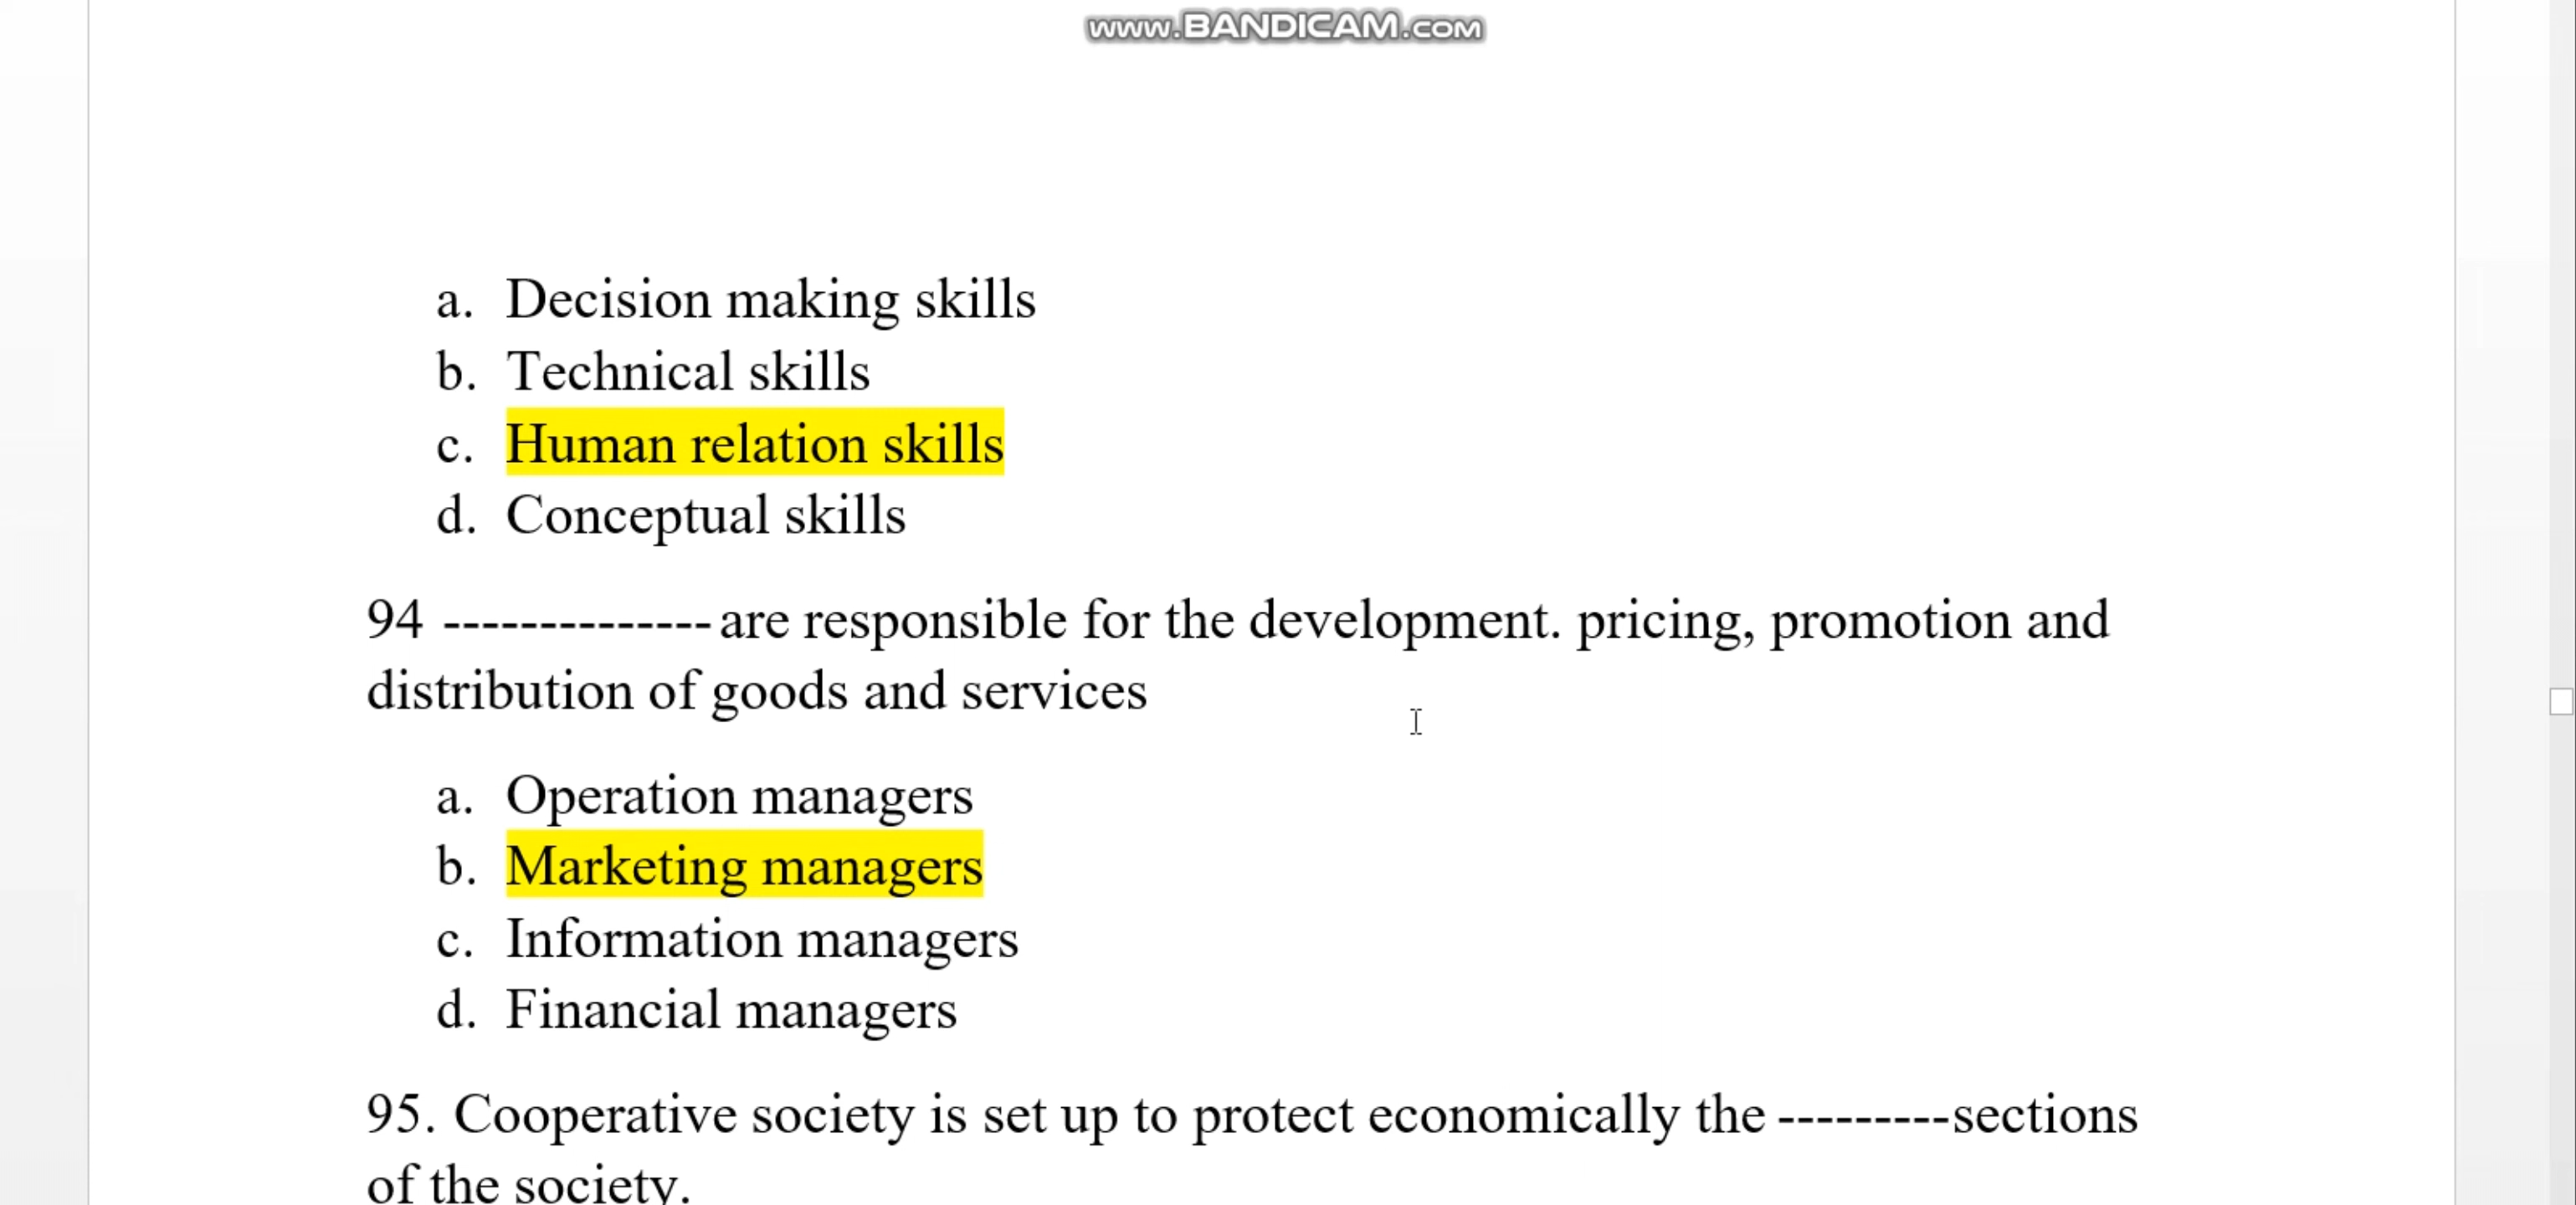 www.BANDICAM.COM
a. Decision making skills
b. Technical skills
c. Human relation skills
d. Conceptual skills
94 -------------- are responsible for the development. pricing, promotion and
distribution of goods and services
a. Operation managers
b. Marketing managers
c. Information managers
d. Financial managers
95. Cooperative society is set up to protect economically the ---------sections
of the society.